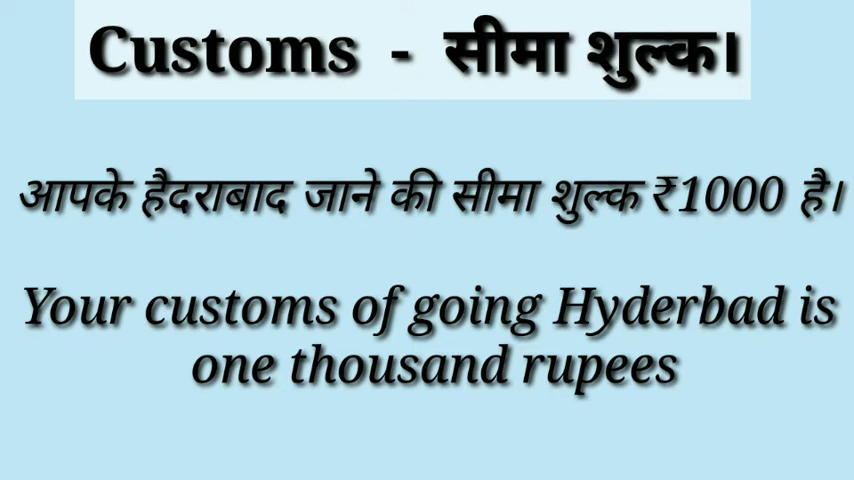 Customs - सीमा शुल्क।
आपके हैदराबाद जाने की सीमा शुल्क ₹1000 है।
Your customs of going Hyderbad is
one thousand rupees